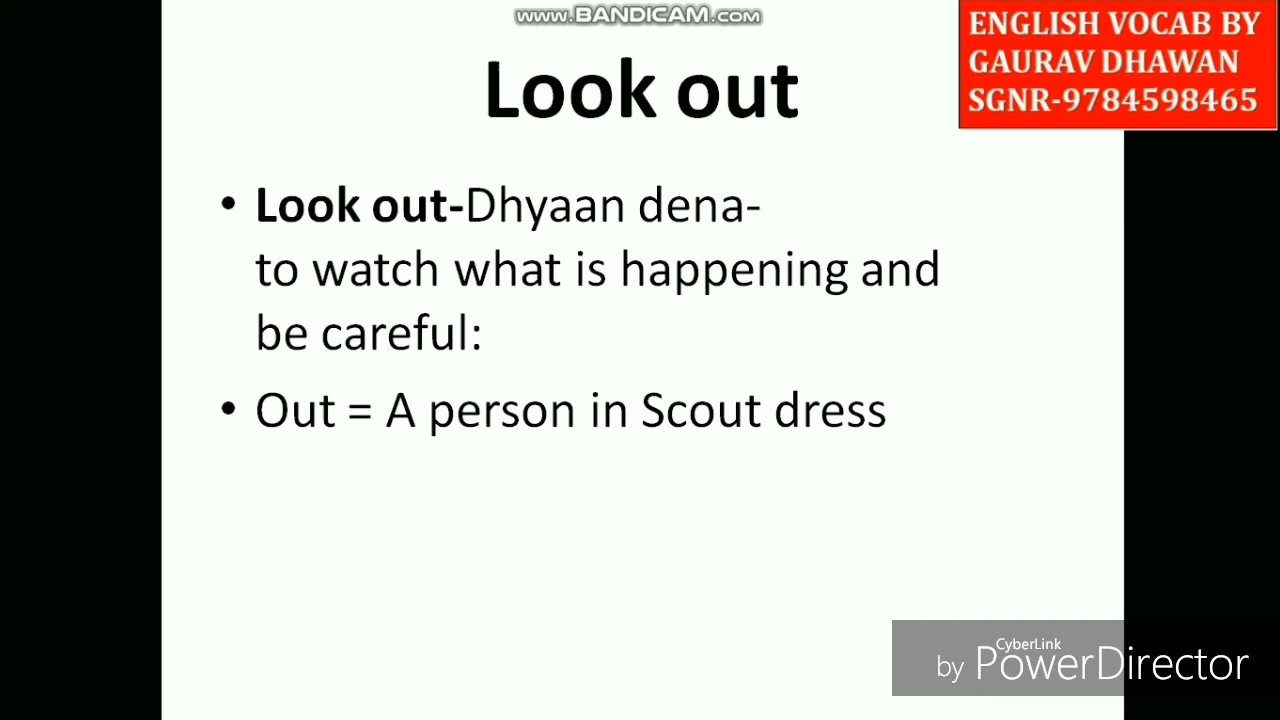 www.BANDICAM.com
ENGLISH VOCAB BY
GAURAV DHAWAN
SGNR-9784598465
Look out
• Look out-Dhyaan dena-
to watch what is happening and
be careful:
• Out = A person in Scout dress
CyberLink
by PowerDirector